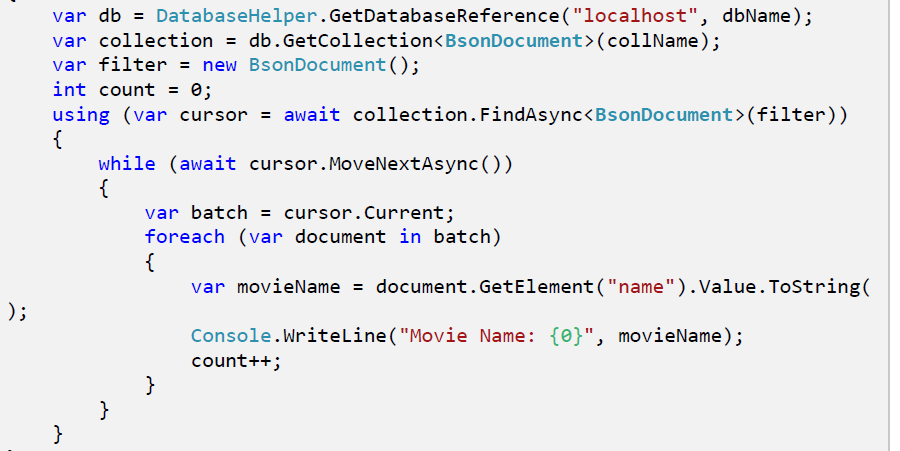 var db = DatabaseHelper.GetDatabaseReference("localhost", dbName);
var collection = db.GetCollection<BsonDocument>(collName);
var filter = new BsonDocument();
int count = 0;
using (var cursor = await collection.FindAsync<BsonDocument>(filter))
{
while (await cursor.MoveNextAsync())
{
var batch = cursor.Current;
foreach (var document in batch)
{
var movieName = document.GetElement("name").Value.ToString(
);
Console.WriteLine("Movie Name: {0}", movieName);
count++;
}
}
}